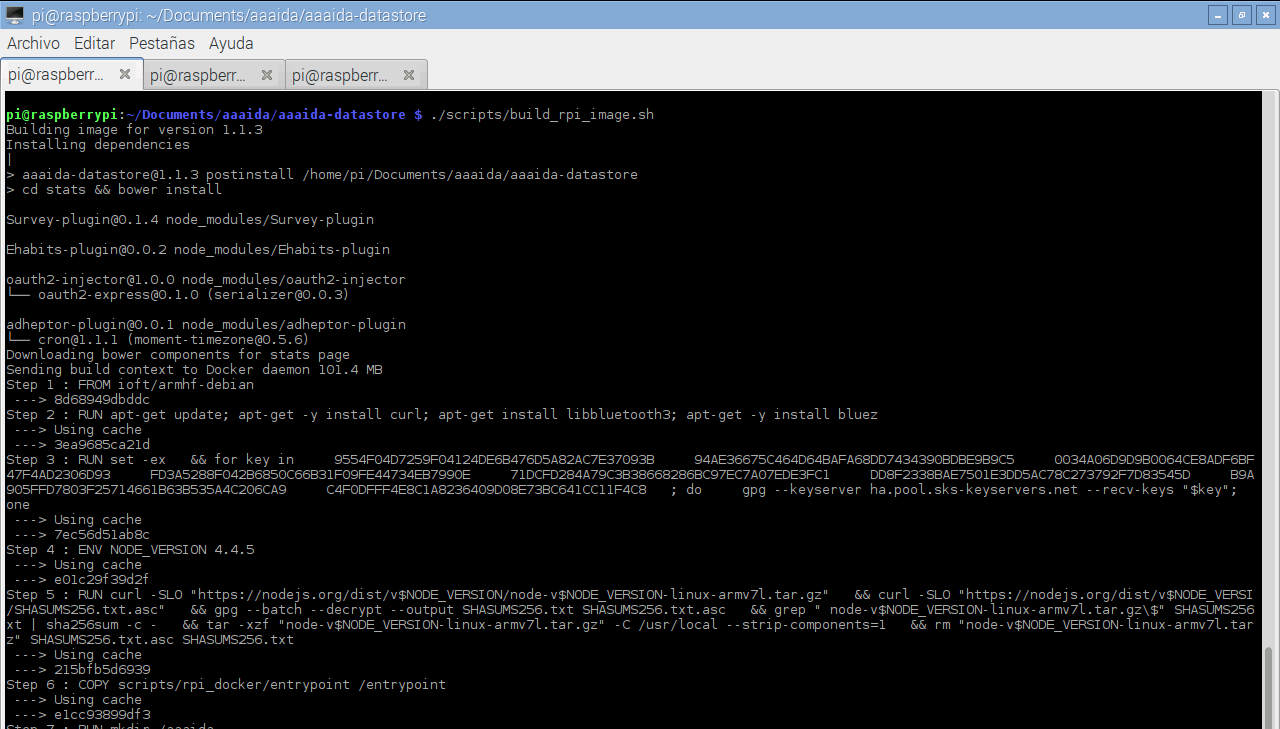 pi@raspberrypi: ~/Documents/aaaida/aaaida-datastore
Archivo Editar Pestañas Ayuda
pi@raspberr... pi@raspberr... pi@raspberr...
pi@raspberrypi:~/Documents/aaaida/aaaida-datastore $ ./scripts/build_rpi_image.sh
Building image for version 1.1.3
Installing dependencies
|
> aaaida-datastore@1.1.3 postinstall /home/pi/Documents/aaaida/aaaida-datastore
> cd stats && bower install
Survey-plugin@0.1.4 node_modules/Survey-plugin
Ehabits-plugin@0.0.2 node_modules/Ehabits-plugin
oauth2-injector@1.0.0 node_modules/oauth2-injector
└── oauth2-express@0.1.0 (serializer@0.0.3)
adheptor-plugin@0.0.1 node_modules/adheptor-plugin
└── cron@1.1.1 (moment-timezone@0.5.6)
Downloading bower components for stats page
Sending build context to Docker daemon 101.4 MB
Step 1 : FROM ioft/armhf-debian
---> 8d68949dbddc
Step 2 : RUN apt-get update; apt-get -y install curl; apt-get install libbluetooth3; apt-get -y install bluez
---> Using cache
---> 3ea9685ca21d
Step 3 : RUN set -ex && for key in 9554F04D7259F04124DE6B476D5A82AC7E37093B 94AE36675C464D64BAFA68DD7434390BDBE9B9C5 0034A06D9D9B0064CE8ADF6BF
47F4AD2306D93 FD3A5288F042B6850C66B31F09FE44734EB7990E 71DCFD284A79C3B38668286BC97EC7A07EDE3FC1 DD8F2338BAE7501E3DD5AC78C273792F7D83545D B9A
905FFD7803F25714661B63B535A4C206CA9 C4F0DFFF4E8C1A8236409D08E73BC641CC11F4C8 ; do gpg --keyserver ha.pool.sks-keyservers.net --recv-keys "$key";
one
---> Using cache
---> 7ec56d51ab8c
Step 4 : ENV NODE_VERSION 4.4.5
---> Using cache
---> e01c29f39d2f
Step 5 : RUN curl -SLO "https://nodejs.org/dist/v$NODE_VERSION/node-v$NODE_VERSION-linux-armv7l.tar.gz" && curl -SLO "https://nodejs.org/dist/v$NODE_VERSI
/SHASUMS256.txt.asc" && gpg --batch --decrypt --output SHASUMS256.txt SHASUMS256.txt.asc && grep " node-v$NODE_VERSION-linux-armv7l.tar.gz\$" SHASUMS256
xt | sha256sum -c - && tar -xzf "node-v$NODE_VERSION-linux-armv7l.tar.gz" -C /usr/local --strip-components=1 && rm "node-v$NODE_VERSION-linux-armv7l.tar
z" SHASUMS256.txt.asc SHASUMS256.txt
---> Using cache
---> 215bfb5d6939
Step 6 : COPY scripts/rpi_docker/entrypoint /entrypoint
---> Using cache
---> e1cc93899df3
Step 7 : RUN mkdir /aaaida